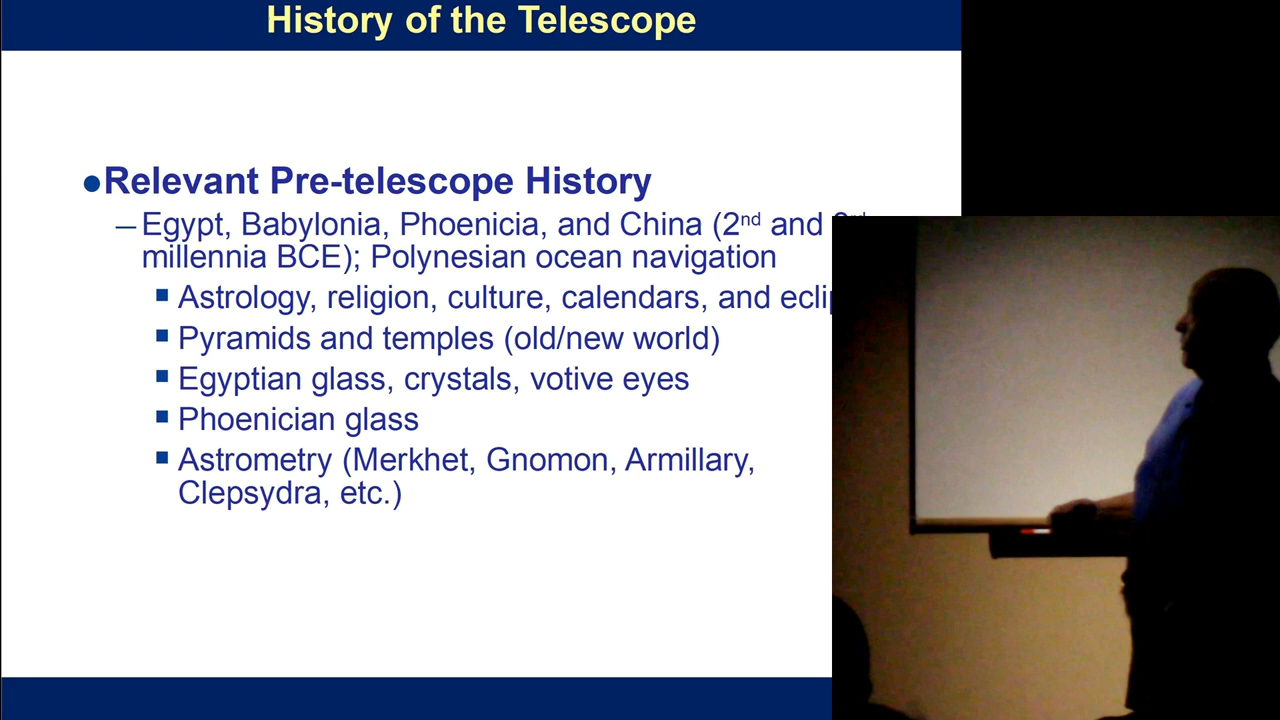 History of the Telescope
●Relevant Pre-telescope History
– Egypt, Babylonia, Phoenicia, and China (2nd and
millennia BCE); Polynesian ocean navigation
■ Astrology, religion, culture, calendars, and
■ Pyramids and temples (old/new world)
■ Egyptian glass, crystals, votive eyes
■ Phoenician glass
■ Astrometry (Merkhet, Gnomon, Armillary,
Clepsydra, etc.)